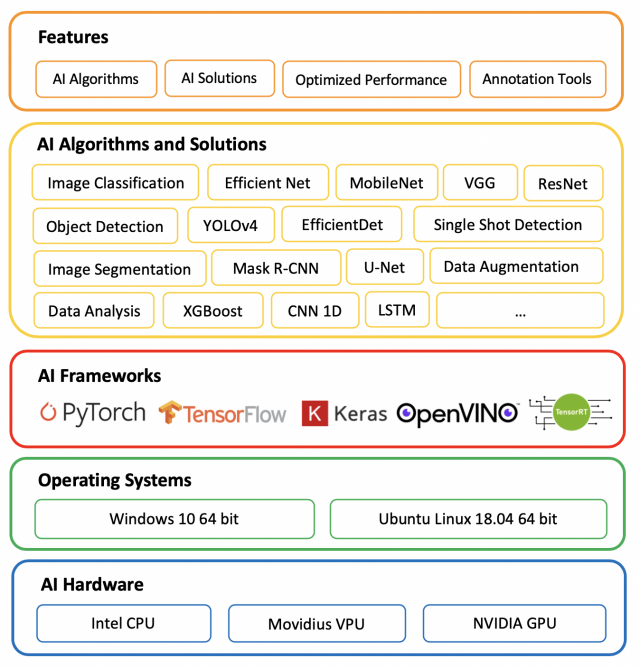 Features
AI Algorithms AI Solutions Optimized Performance Annotation Tools
AI Algorithms and Solutions
Image Classification Efficient Net MobileNet VGG ResNet
Object Detection YOLOv4 EfficientDet Single Shot Detection
Image Segmentation Mask R-CNN U-Net Data Augmentation
Data Analysis XGBoost CNN 1D LSTM ...
AI Frameworks
PyTorch TensorFlow K Keras OpenVINO™ TensorRT
Operating Systems
Windows 10 64 bit Ubuntu Linux 18.04 64 bit
AI Hardware
Intel CPU Movidius VPU NVIDIA GPU